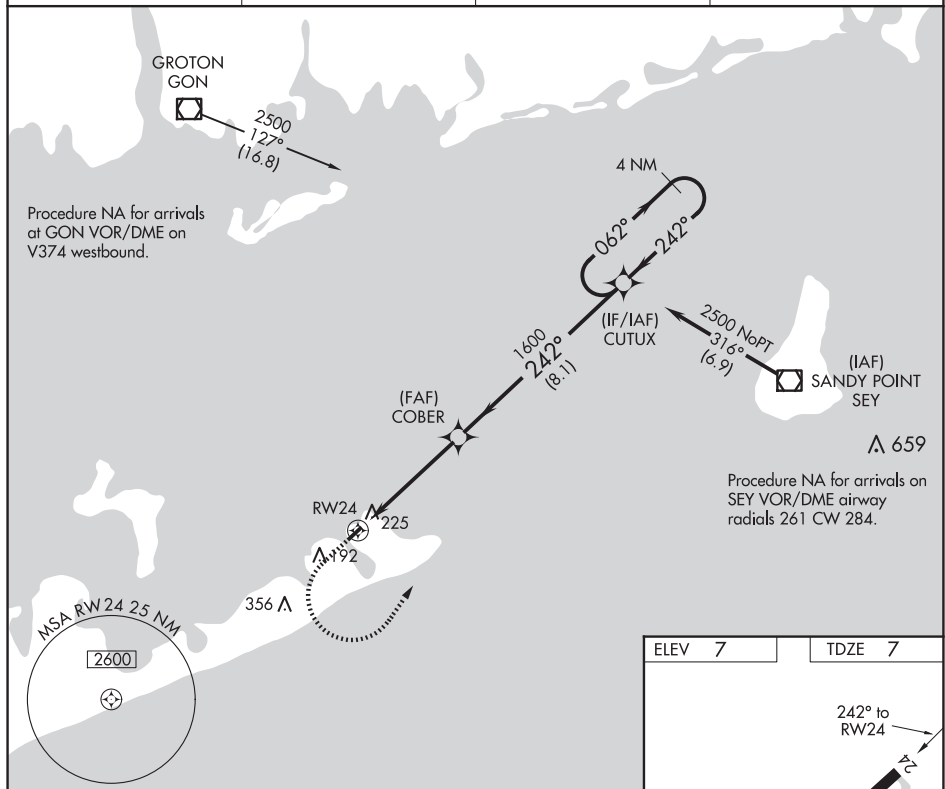 GROTON
GON
2500
127°
(16.8)
Procedure NA for arrivals
at GON VOR/DME on
V374 westbound.
4 NM
062°
242°
(IF/IAF)
CUTUX
2500 NoPT
316°
(6.9)
(IAF)
SANDY POINT
SEY
1600
242°
(8.1)
(FAF)
COBER
659
Procedure NA for arrivals on
SEY VOR/DME airway
radials 261 CW 284.
RW24
225
192
356
MSA RW24 25 NM
2600
ELEV 7
TDZE 7
242° to
RW24
24